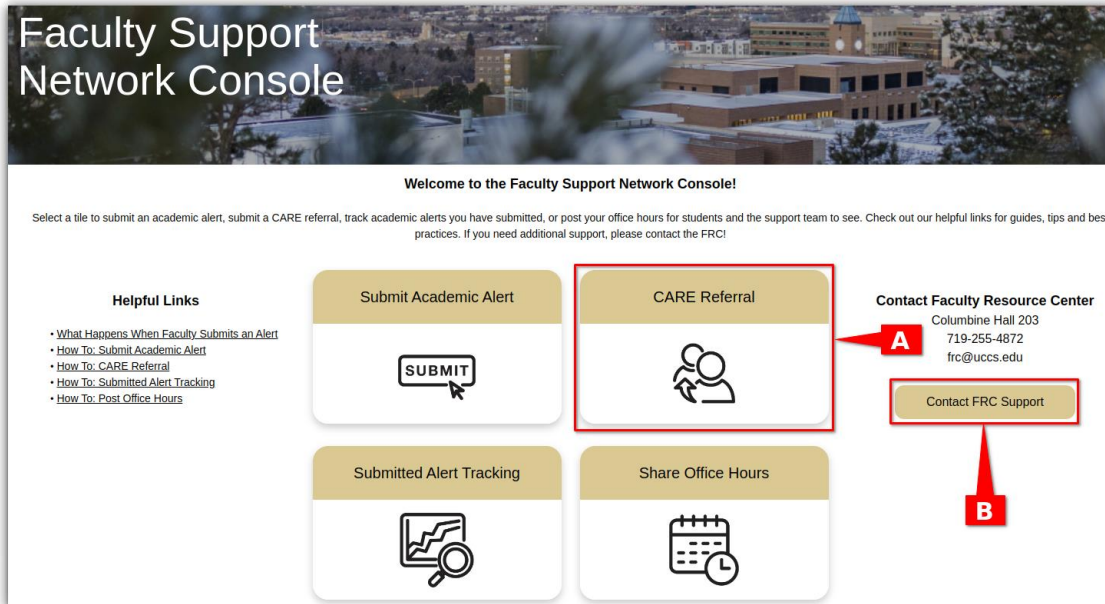 Faculty Support
Network Console
Welcome to the Faculty Support Network Console!
Select a tile to submit an academic alert, submit a CARE referral, track academic alerts you have submitted, or post your office hours for students and the support team to see. Check out our helpful links for guides, tips and bes
practices. If you need additional support, please contact the FRC!
Helpful Links
• What Happens When Faculty Submits an Alert
• How To: Submit Academic Alert
• How To: CARE Referral
• How To: Submitted Alert Tracking
• How To: Post Office Hours
Submit Academic Alert
SUBMIT
CARE Referral
A
Contact Faculty Resource Center
Columbine Hall 203
719-255-4872
frc@uccs.edu
Contact FRC Support
B
Submitted Alert Tracking
Share Office Hours